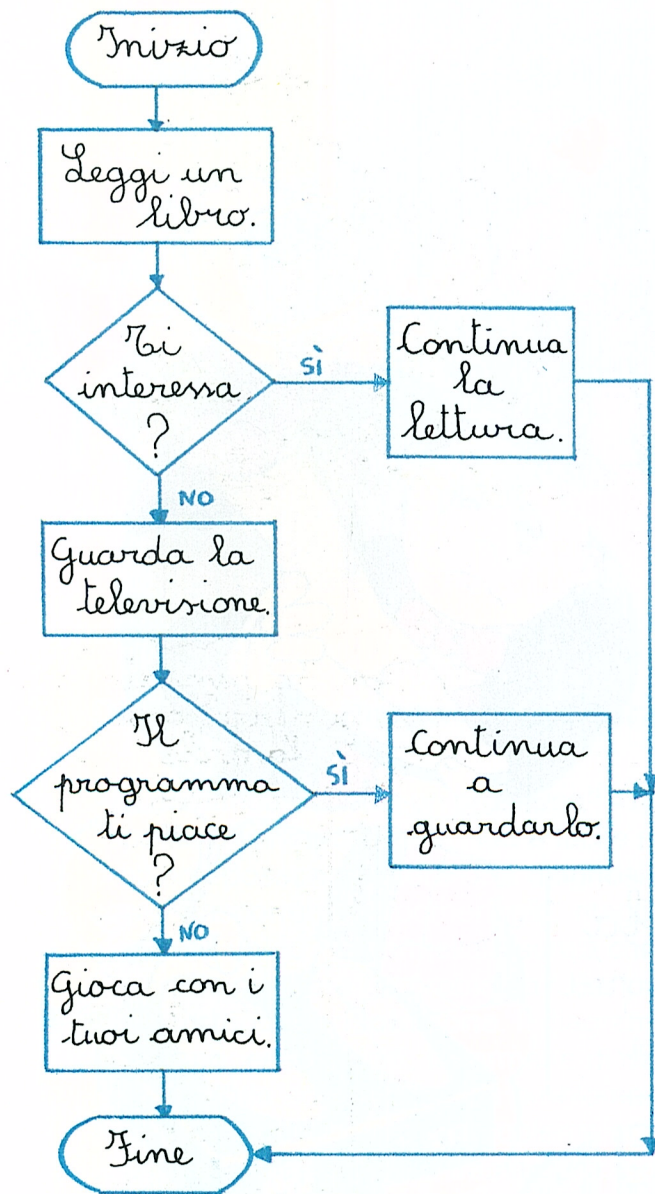 Inizio
Leggi un
libro.
Ti
interessa
?
SÌ
Continua
la
lettura.
NO
Guarda la
televisione.
Il
programma
ti piace
?
SÌ
Continua
a
guardarlo.
NO
Gioca con i
tuoi amici.
Fine